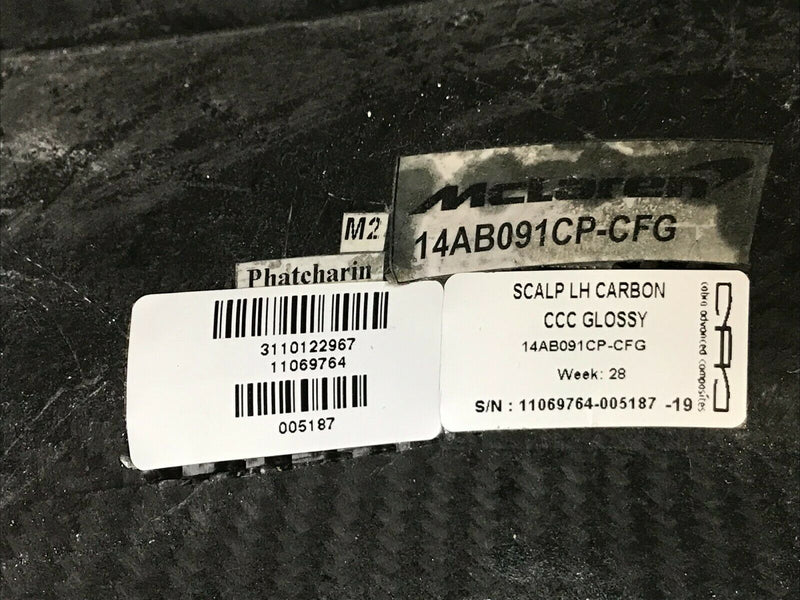 McLaren
14AB091CP-CFG
M2
Phatcharin
3110122967
11069764
005187
SCALP LH CARBON
CCC GLOSSY
14AB091CP-CFG
Week: 28
S/N : 11069764-005187 -19
cobra advanced composites